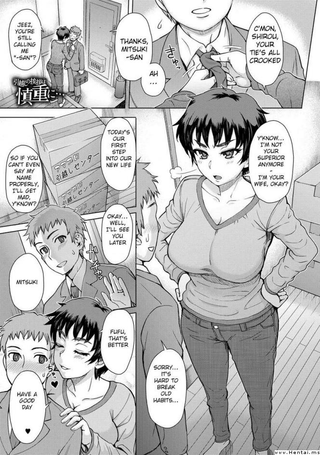 C'MON,
SHIROU,
YOUR
TIE'S ALL
CROOKED
THANKS,
MITSUKI
-SAN
AH
...
JEEZ,
YOU'RE
STILL
CALLING
ME
"-SAN"?
慎重に…
Y'KNOW...
I'M NOT
YOUR
SUPERIOR
ANYMORE
-
I'M YOUR
WIFE, OKAY?
TODAY'S
OUR FIRST
STEP INTO
OUR NEW
LIFE
SO IF YOU
CAN'T EVEN
SAY MY
NAME
PROPERLY,
I'LL GET
MAD,
Y'KNOW?
OKAY...
WELL,
I'LL SEE
YOU
LATER
MITSUKI
FUFU,
THAT'S
BETTER
SORRY...
IT'S HARD
TO BREAK
OLD
HABITS...
HAVE A
GOOD
DAY
www.Hentai.ms